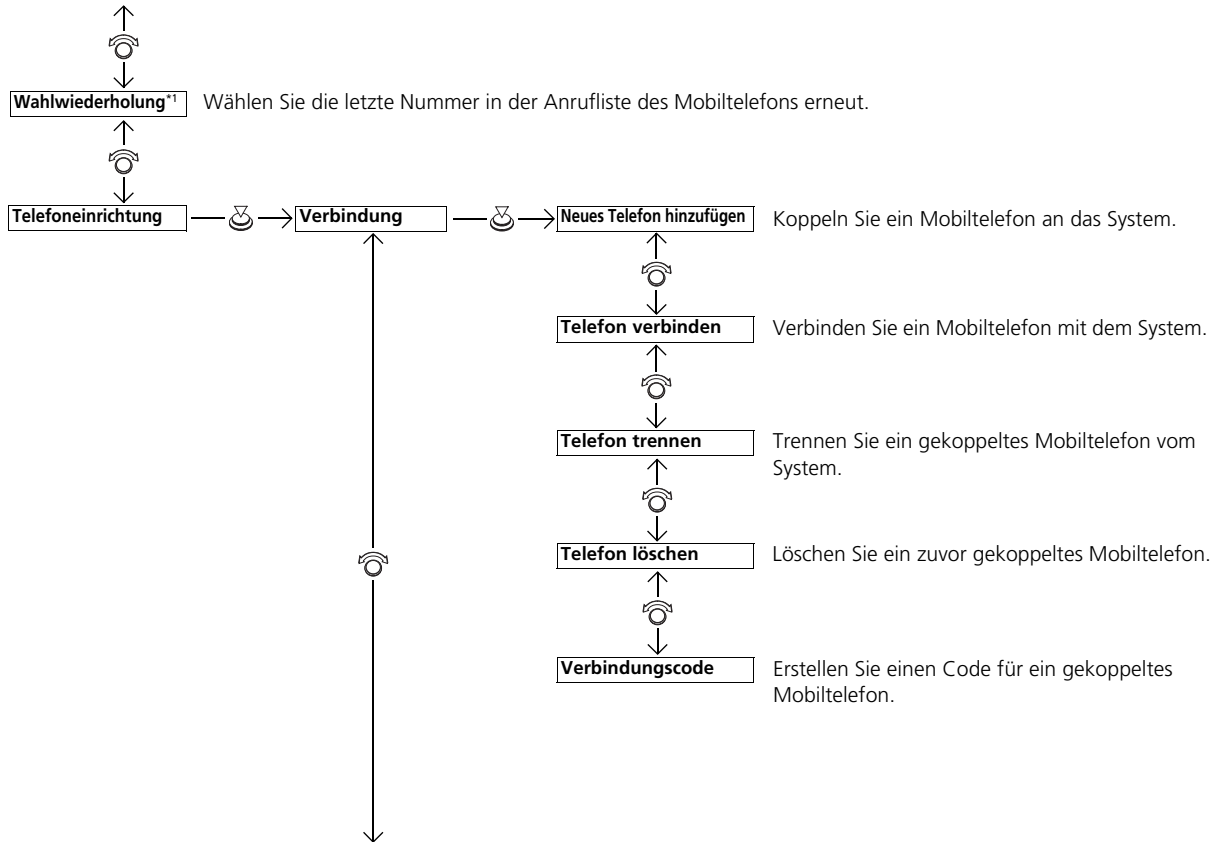 Wahlwiederholung*1 Wählen Sie die letzte Nummer in der Anrufliste des Mobiltelefons erneut.
Telefoneinrichtung Verbindung Neues Telefon hinzufügen Koppeln Sie ein Mobiltelefon an das System.
Telefon verbinden Verbinden Sie ein Mobiltelefon mit dem System.
Telefon trennen Trennen Sie ein gekoppeltes Mobiltelefon vom
System.
Telefon löschen Löschen Sie ein zuvor gekoppeltes Mobiltelefon.
Verbindungscode Erstellen Sie einen Code für ein gekoppeltes
Mobiltelefon.